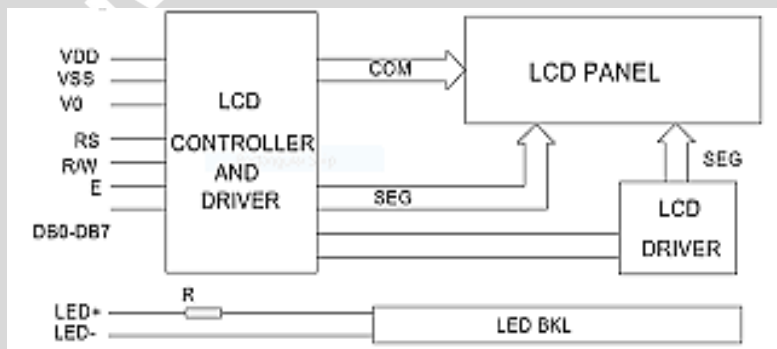 VDD
VSS
V0
RS
R/W
E
DB0-DB7
LCD
CONTROLLER
AND
DRIVER
COM
SEG
LCD PANEL
SEG
LCD
DRIVER
LED+
LED-
R
LED BKL